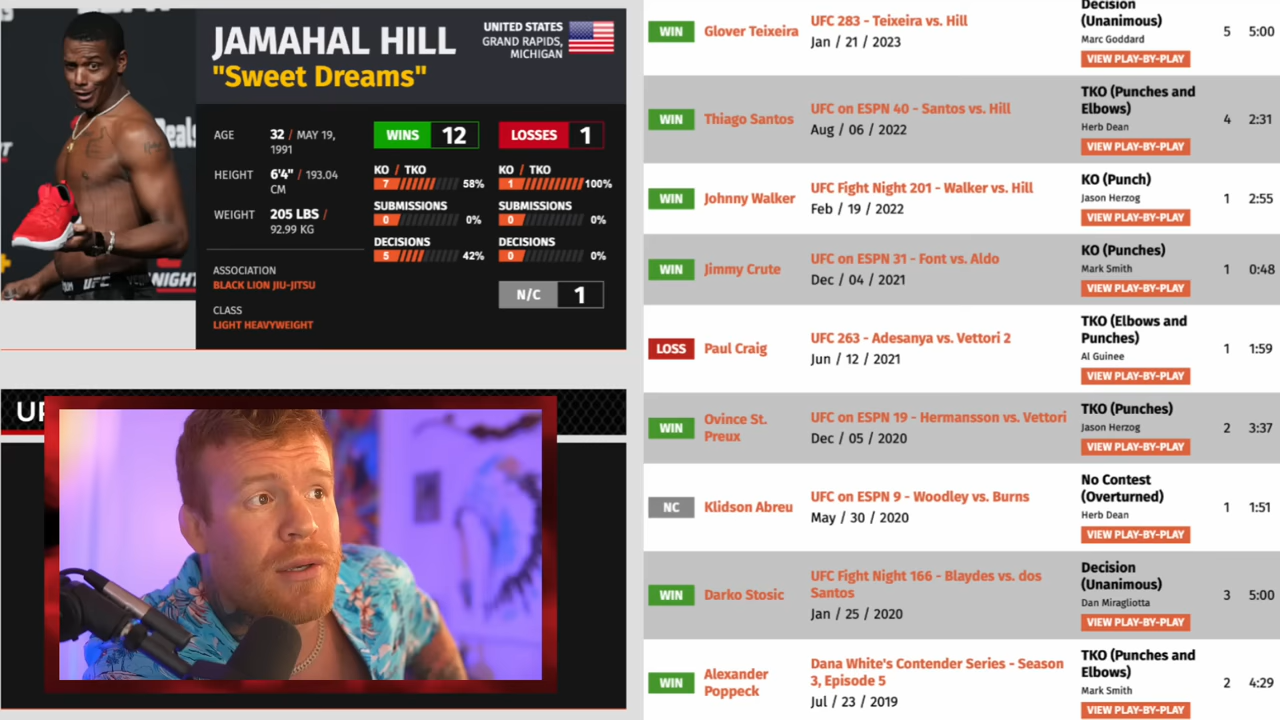 JAMAHAL HILL
"Sweet Dreams"
UNITED STATES
GRAND RAPIDS,
MICHIGAN
AGE
32 / MAY 19,
1991
HEIGHT
6'4" / 193.04
CM
WEIGHT
205 LBS /
92.99 KG
ASSOCIATION
BLACK LION JIU-JITSU
CLASS
LIGHT HEAVYWEIGHT
WINS 12
KO / TKO
7 58%
SUBMISSIONS
0 0%
DECISIONS
5 42%
LOSSES 1
KO / TKO
1 100%
SUBMISSIONS
0 0%
DECISIONS
0 0%
N/C 1
UFC
NIGHT
WIN Glover Teixeira UFC 283 - Teixeira vs. Hill
Jan / 21 / 2023
Decision
(Unanimous)
Marc Goddard
VIEW PLAY-BY-PLAY
5 5:00
WIN Thiago Santos UFC on ESPN 40 - Santos vs. Hill
Aug / 06 / 2022
TKO (Punches and
Elbows)
Herb Dean
VIEW PLAY-BY-PLAY
4 2:31
WIN Johnny Walker UFC Fight Night 201 - Walker vs. Hill
Feb / 19 / 2022
KO (Punch)
Jason Herzog
VIEW PLAY-BY-PLAY
1 2:55
WIN Jimmy Crute UFC on ESPN 31 - Font vs. Aldo
Dec / 04 / 2021
KO (Punches)
Mark Smith
VIEW PLAY-BY-PLAY
1 0:48
LOSS Paul Craig UFC 263 - Adesanya vs. Vettori 2
Jun / 12 / 2021
TKO (Elbows and
Punches)
Al Guinee
VIEW PLAY-BY-PLAY
1 1:59
WIN Ovince St.
Preux
UFC on ESPN 19 - Hermansson vs. Vettori
Dec / 05 / 2020
TKO (Punches)
Jason Herzog
VIEW PLAY-BY-PLAY
2 3:37
NC Klidson Abreu UFC on ESPN 9 - Woodley vs. Burns
May / 30 / 2020
No Contest
(Overturned)
Herb Dean
VIEW PLAY-BY-PLAY
1 1:51
WIN Darko Stosic UFC Fight Night 166 - Blaydes vs. dos
Santos
Jan / 25 / 2020
Decision
(Unanimous)
Dan Miragliotta
VIEW PLAY-BY-PLAY
3 5:00
WIN Alexander
Poppeck
Dana White's Contender Series - Season
3, Episode 5
Jul / 23 / 2019
TKO (Punches and
Elbows)
Mark Smith
VIEW PLAY-BY-PLAY
2 4:29